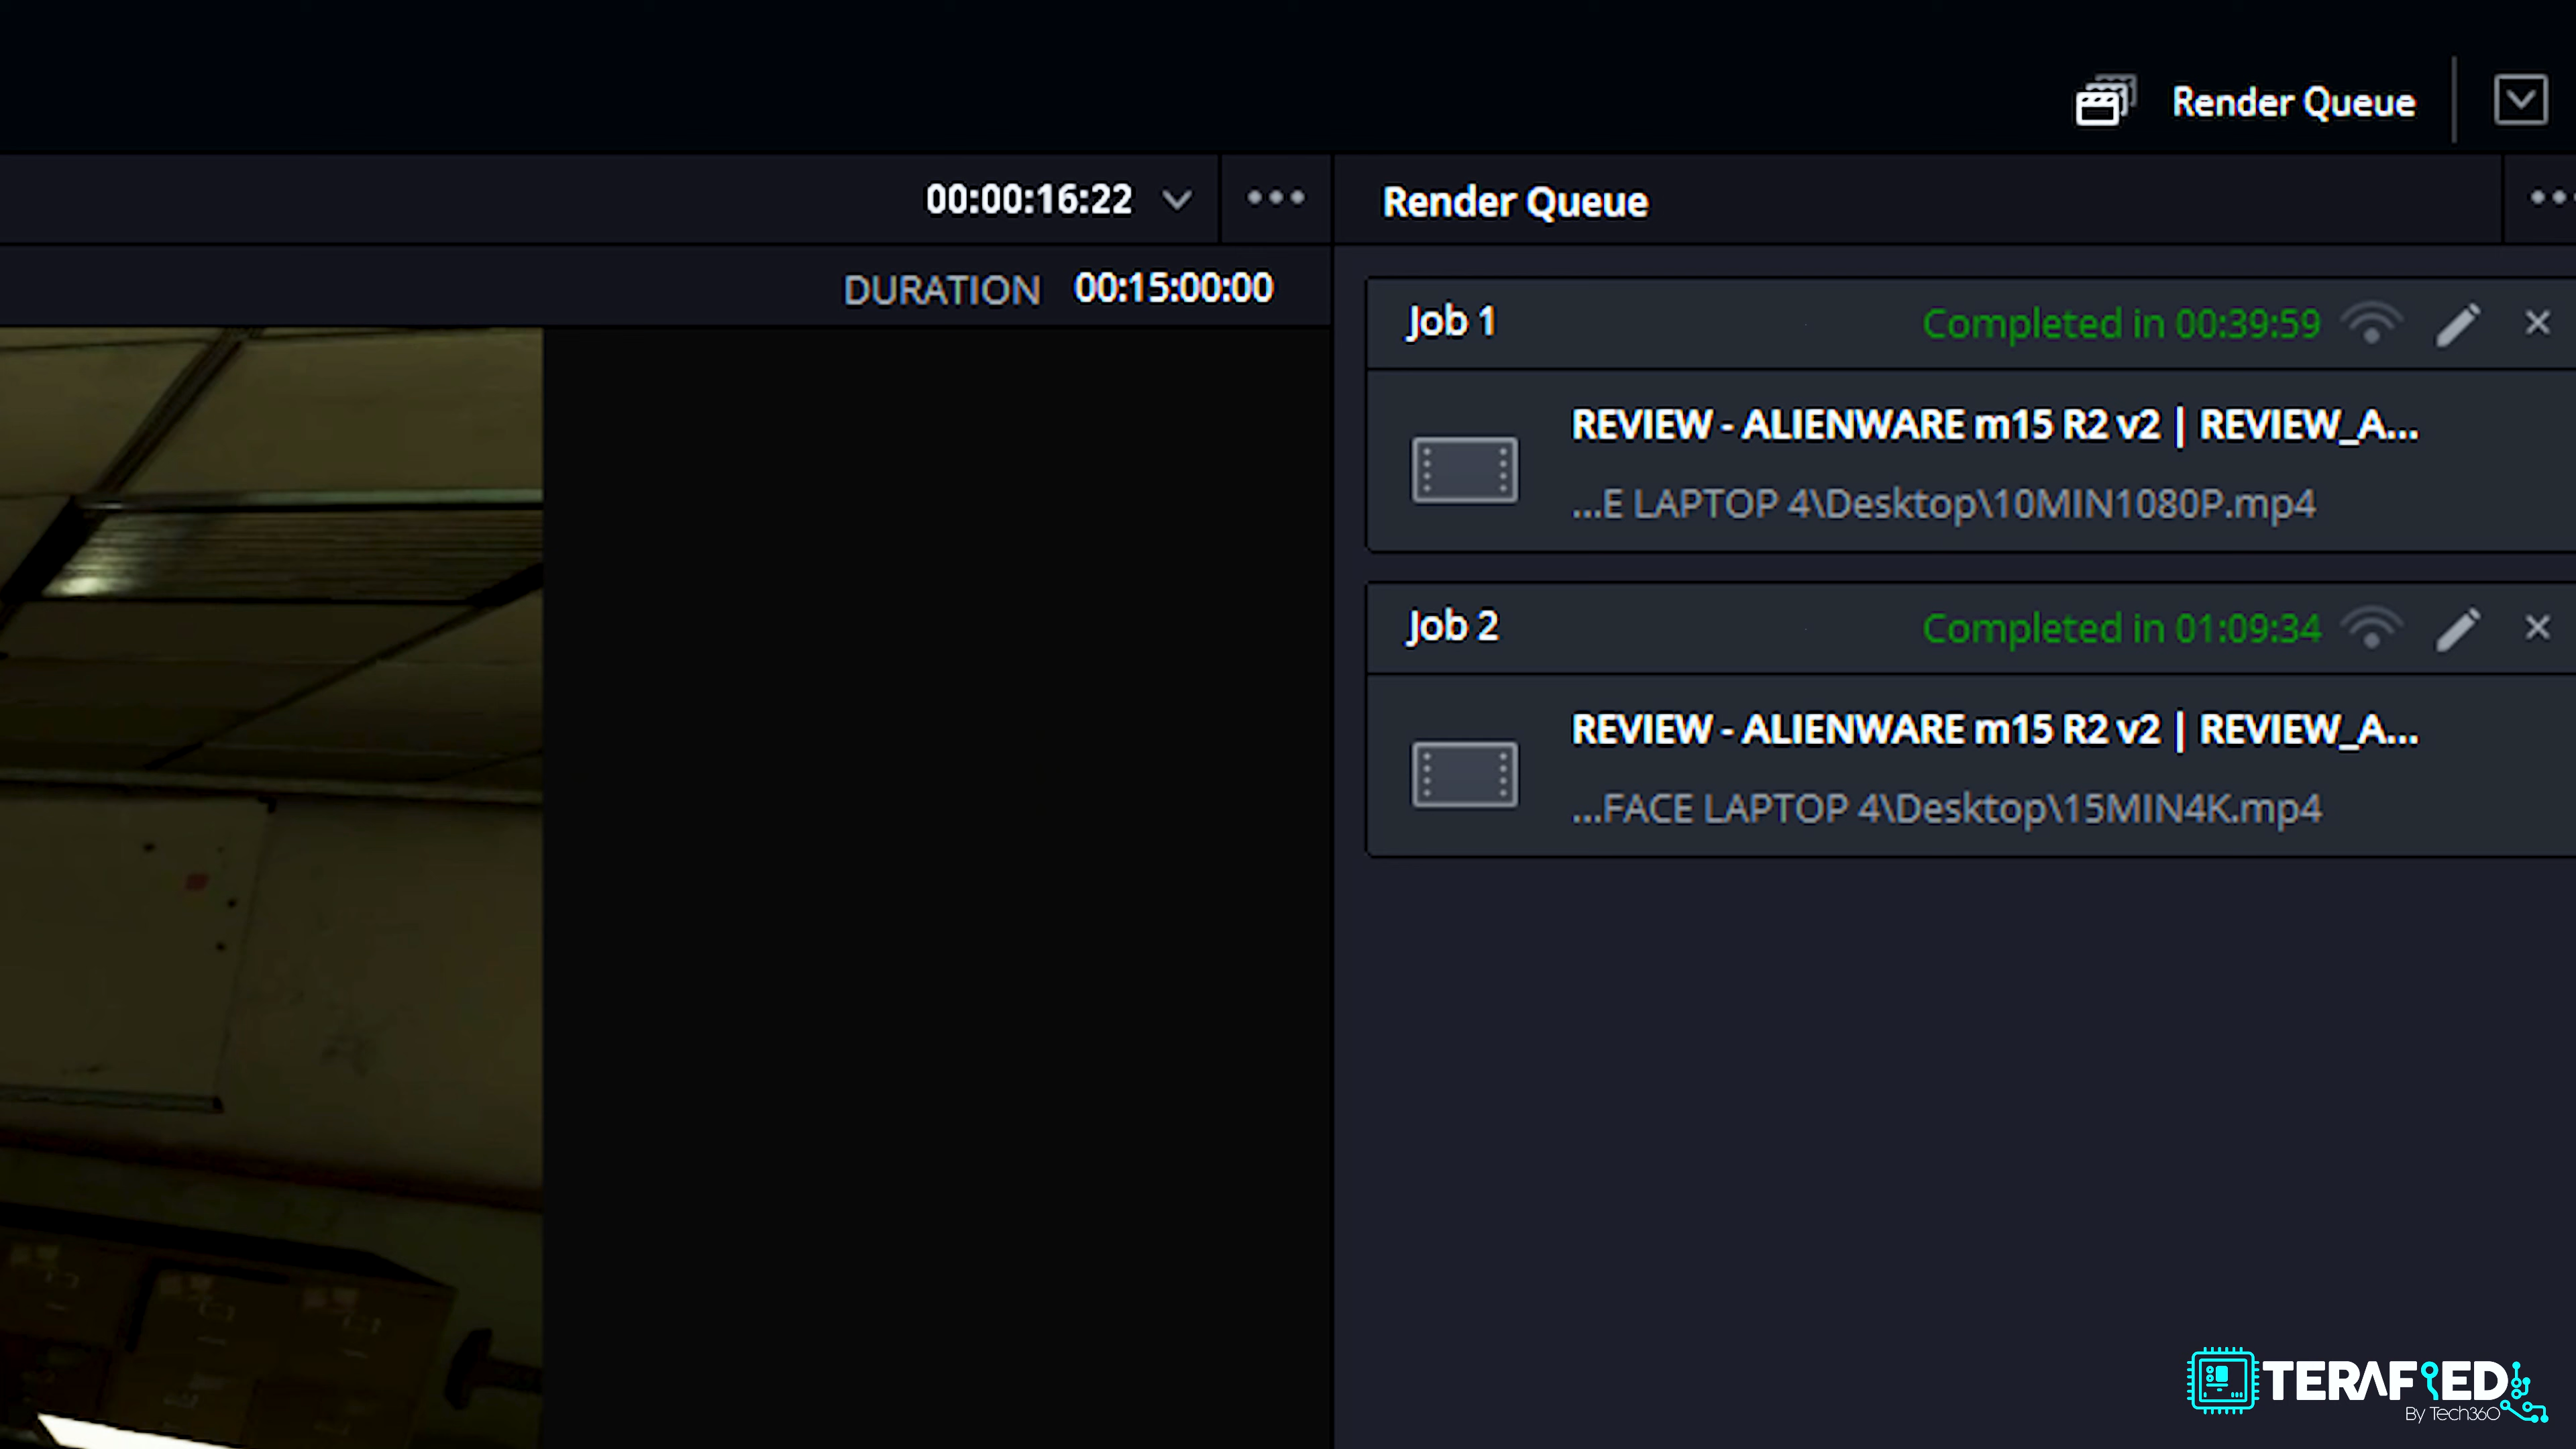 Render Queue
00:00:16:22
Render Queue
DURATION 00:15:00:00
Job 1
Completed in 00:39:59
REVIEW - ALIENWARE m15 R2 v2 | REVIEW_A...
...E LAPTOP 4\Desktop\10MIN1080P.mp4
Job 2
Completed in 01:09:34
REVIEW - ALIENWARE m15 R2 v2 | REVIEW_A...
...FACE LAPTOP 4\Desktop\15MIN4K.mp4
TERAFIED
By Tech360